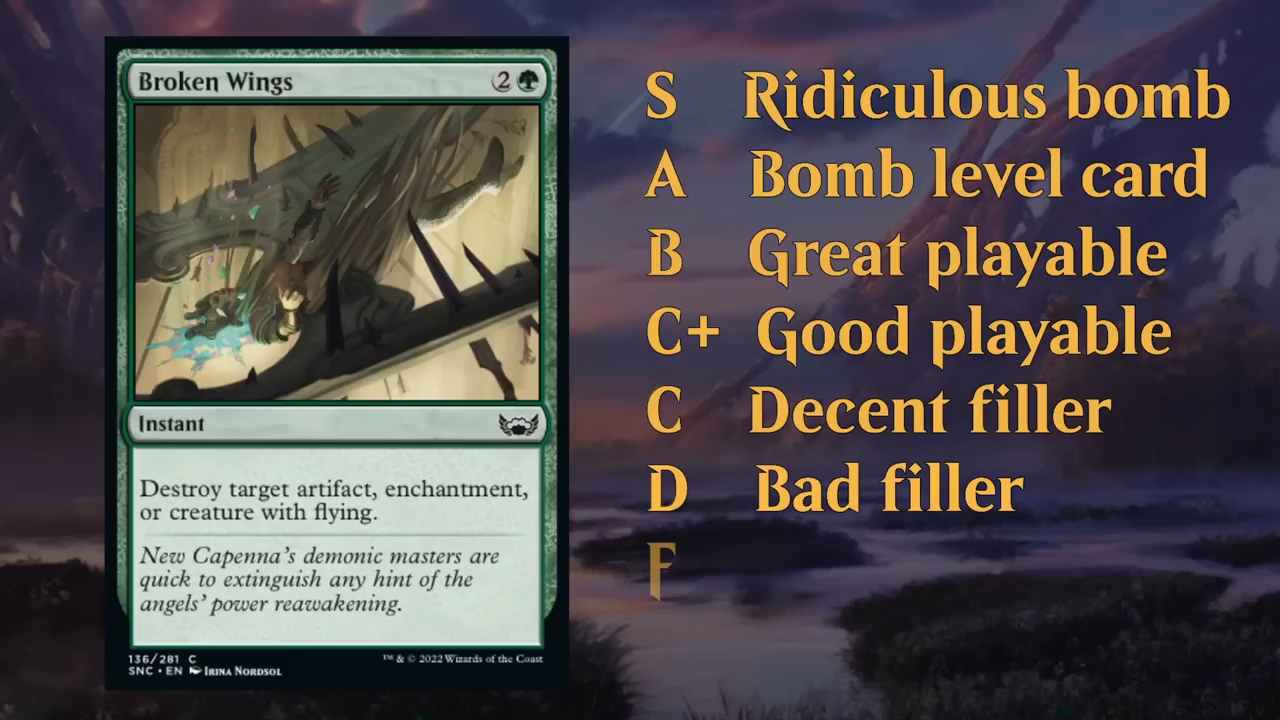 Broken Wings 2
Instant
Destroy target artifact, enchantment,
or creature with flying.
New Capenna's demonic masters are
quick to extinguish any hint of the
angels' power reawakening.
136/281 C
SNC • EN Irina Nordsol
™ & © 2022 Wizards of the Coast
S Ridiculous bomb
A Bomb level card
B Great playable
C+ Good playable
C Decent filler
D Bad filler
F